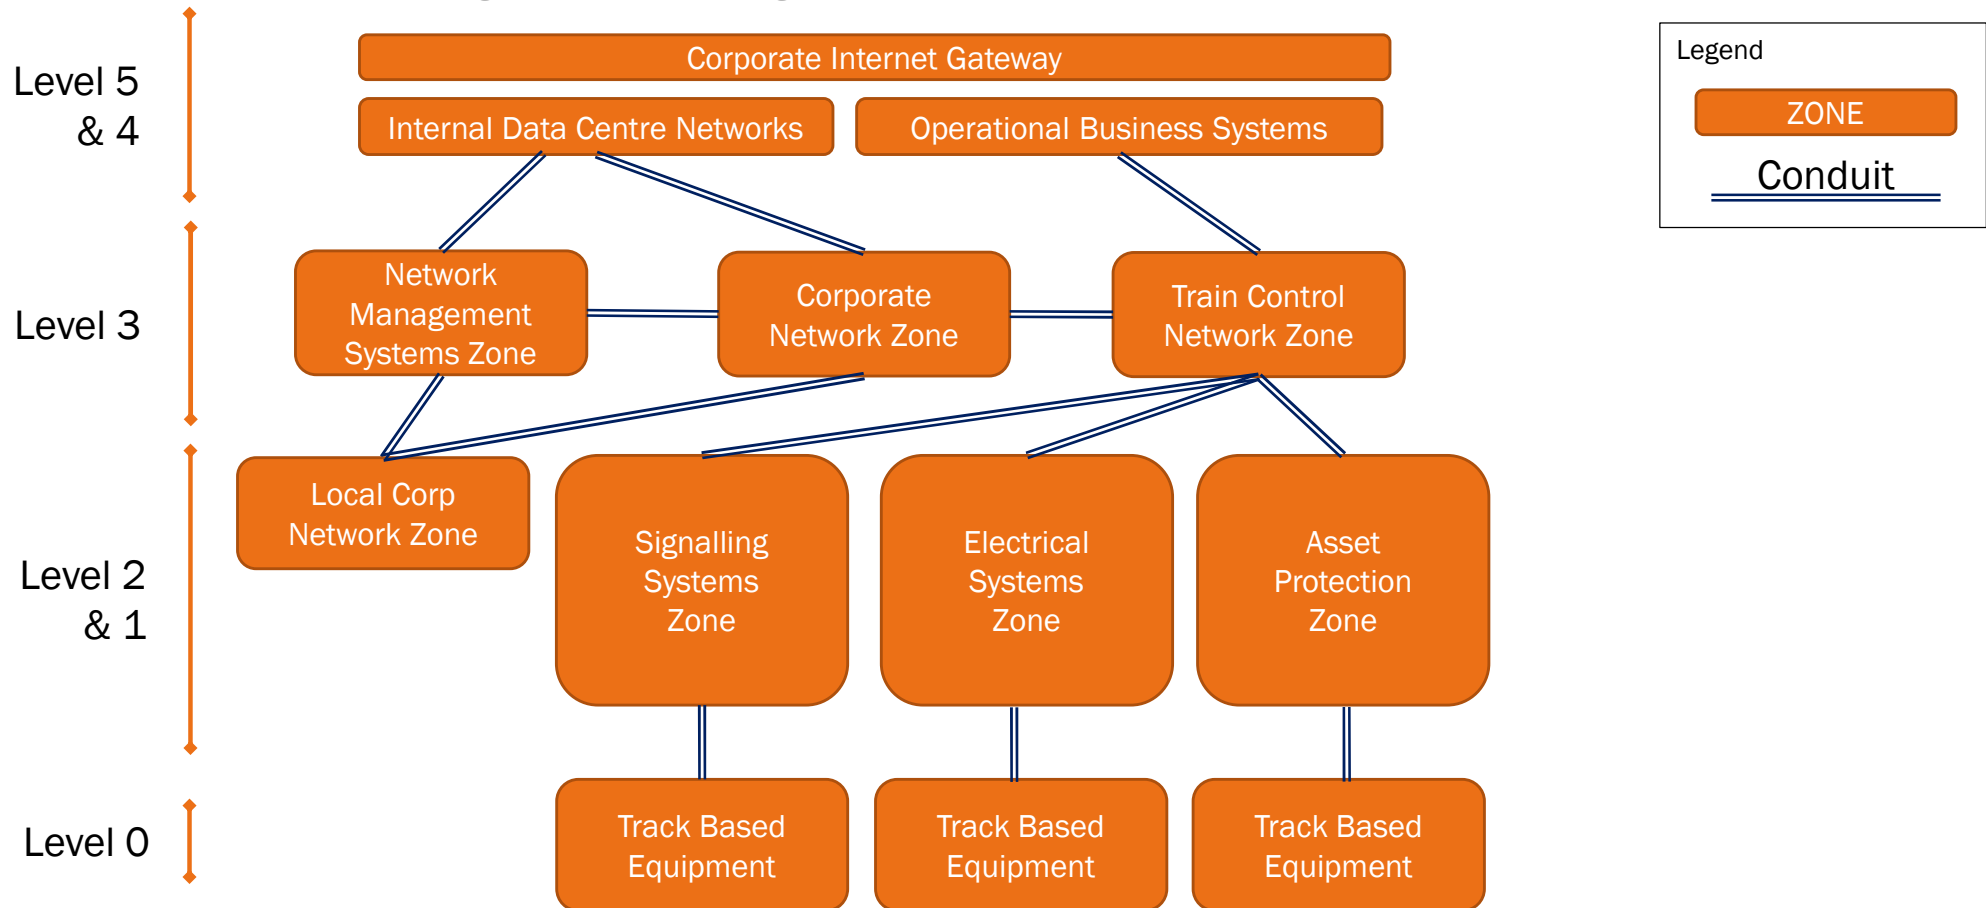 Level 5
& 4
Corporate Internet Gateway
Internal Data Centre Networks
Operational Business Systems
Legend
ZONE
Conduit
Level 3
Network
Management
Systems Zone
Corporate
Network Zone
Train Control
Network Zone
Level 2
& 1
Local Corp
Network Zone
Signalling
Systems
Zone
Electrical
Systems
Zone
Asset
Protection
Zone
Level 0
Track Based
Equipment
Track Based
Equipment
Track Based
Equipment